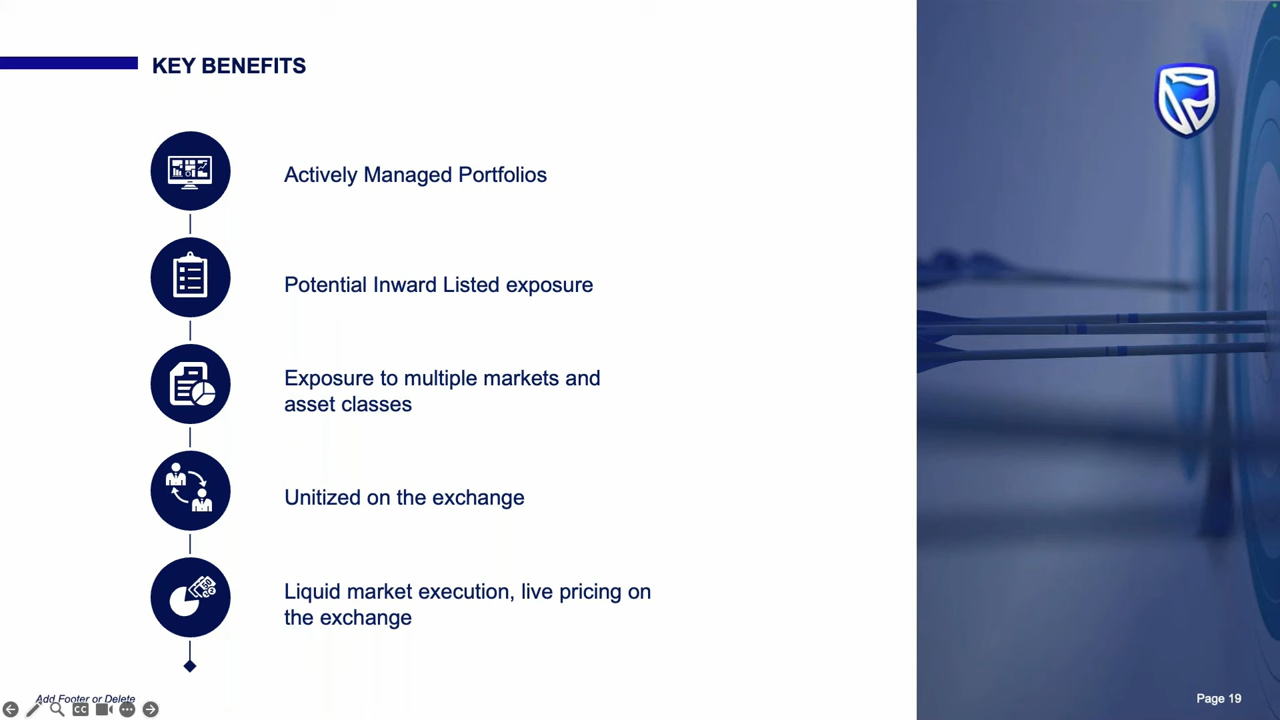 KEY BENEFITS
Actively Managed Portfolios
Potential Inward Listed exposure
Exposure to multiple markets and
asset classes
Unitized on the exchange
Liquid market execution, live pricing on
the exchange
Add Footer or Delete
CC
Page 19